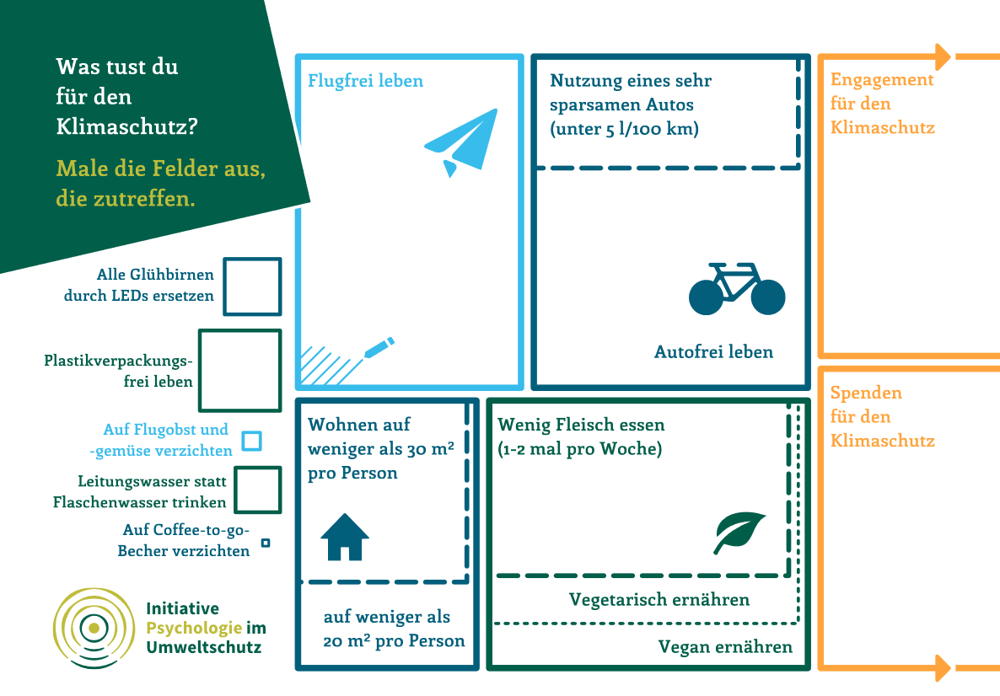 Was tust du
für den
Klimaschutz?
Male die Felder aus,
die zutreffen.
Alle Glühbirnen
durch LEDs ersetzen
Plastikverpackungs-
frei leben
Auf Flugobst und
-gemüse verzichten
Leitungswasser statt
Flaschenwasser trinken
Auf Coffee-to-go-
Becher verzichten
Initiative
Psychologie im
Umweltschutz
Flugfrei leben
Nutzung eines sehr
sparsamen Autos
(unter 5 l/100 km)
Autofrei leben
Wohnen auf
weniger als 30 m²
pro Person
auf weniger als
20 m² pro Person
Wenig Fleisch essen
(1-2 mal pro Woche)
Vegetarisch ernähren
Vegan ernähren
Engagement
für den
Klimaschutz
Spenden
für den
Klimaschutz